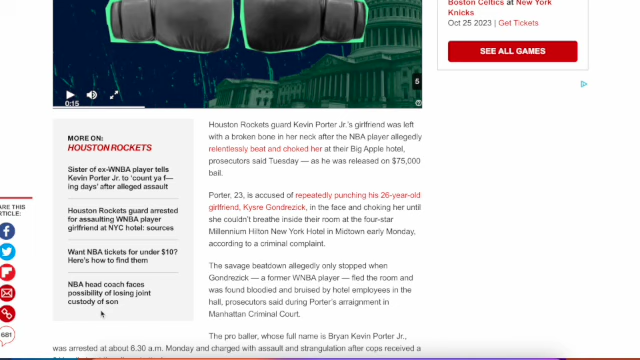 Boston Celtics at New York
Knicks
Oct 25 2023 | Get Tickets
SEE ALL GAMES
5
0:15
MORE ON:
HOUSTON ROCKETS
Sister of ex-WNBA player tells
Kevin Porter Jr. to 'count ya f—
ing days' after alleged assault
Houston Rockets guard arrested
for assaulting WNBA player
girlfriend at NYC hotel: sources
Want NBA tickets for under $10?
Here's how to find them
NBA head coach faces
possibility of losing joint
custody of son
ARE THIS
RTICLE:
681
Houston Rockets guard Kevin Porter Jr.'s girlfriend was left
with a broken bone in her neck after the NBA player allegedly
relentlessly beat and choked her at their Big Apple hotel,
prosecutors said Tuesday — as he was released on $75,000
bail.
Porter, 23, is accused of repeatedly punching his 26-year-old
girlfriend, Kysre Gondrezick, in the face and choking her until
she couldn't breathe inside their room at the four-star
Millennium Hilton New York Hotel in Midtown early Monday,
according to a criminal complaint.
The savage beatdown allegedly only stopped when
Gondrezick — a former WNBA player — fled the room and
was found bloodied and bruised by hotel employees in the
hall, prosecutors said during Porter's arraignment in
Manhattan Criminal Court.
The pro baller, whose full name is Bryan Kevin Porter Jr.,
was arrested at about 6.30 a.m. Monday and charged with assault and strangulation after cops received a